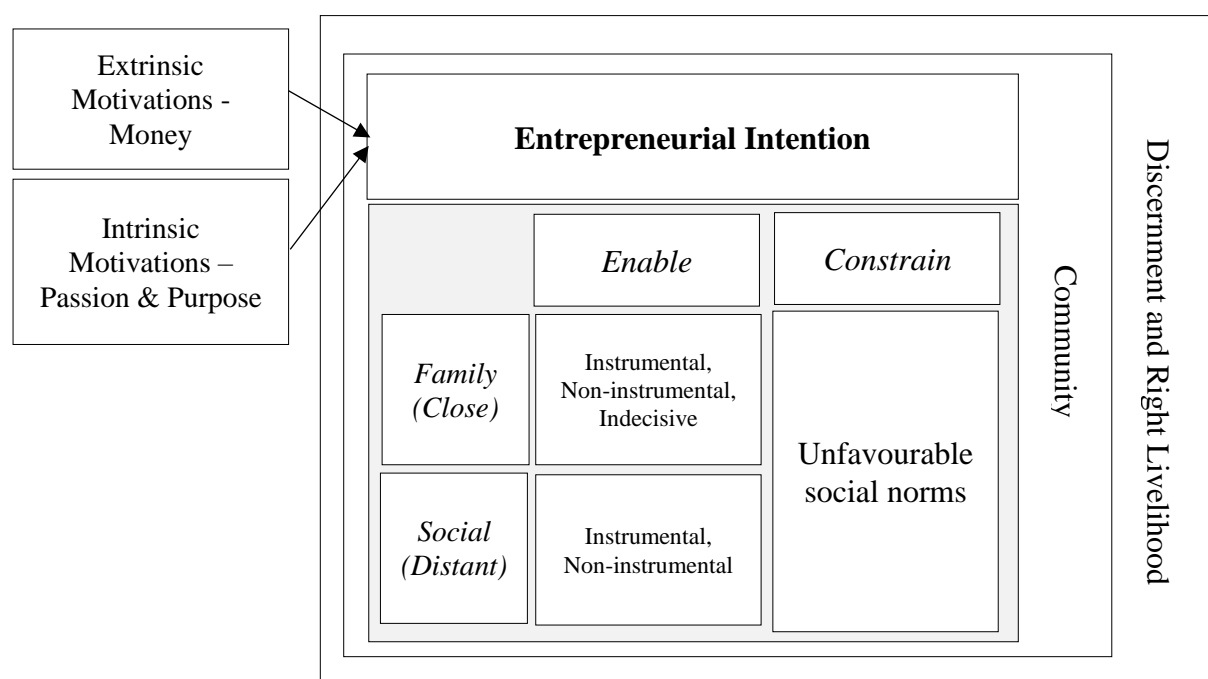 Extrinsic
Motivations -
Money
Intrinsic
Motivations –
Passion & Purpose
Entrepreneurial Intention
Enable
Constrain
Family
(Close)
Instrumental,
Non-instrumental,
Indecisive
Unfavourable
social norms
Social
(Distant)
Instrumental,
Non-instrumental
Community
Discernment and Right Livelihood